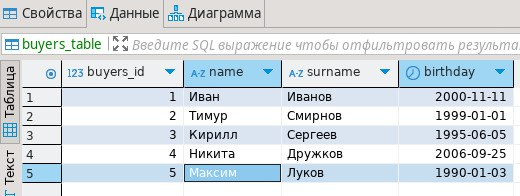 Свойства Данные Диаграмма
buyers_table Введите SQL выражение чтобы отфильтровать результа
Таблица
Текст
123 buyers_id A-Z name A-Z surname birthday
1 1 Иван Иванов 2000-11-11
2 2 Тимур Смирнов 1999-01-01
3 3 Кирилл Сергеев 1995-06-05
4 4 Никита Дружков 2006-09-25
5 5 Максим Луков 1990-01-03